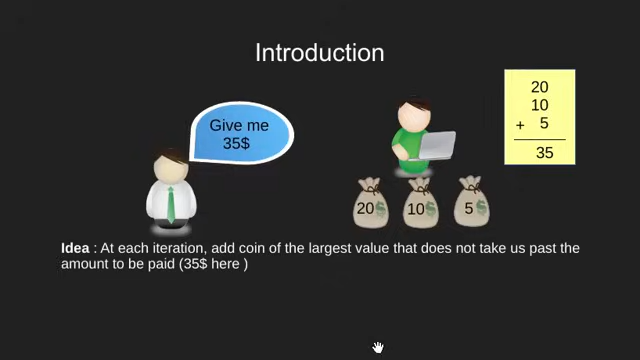 Introduction
Give me
35$
20
10
+ 5
35
20$
10$
5$
Idea : At each iteration, add coin of the largest value that does not take us past the
amount to be paid (35$ here )